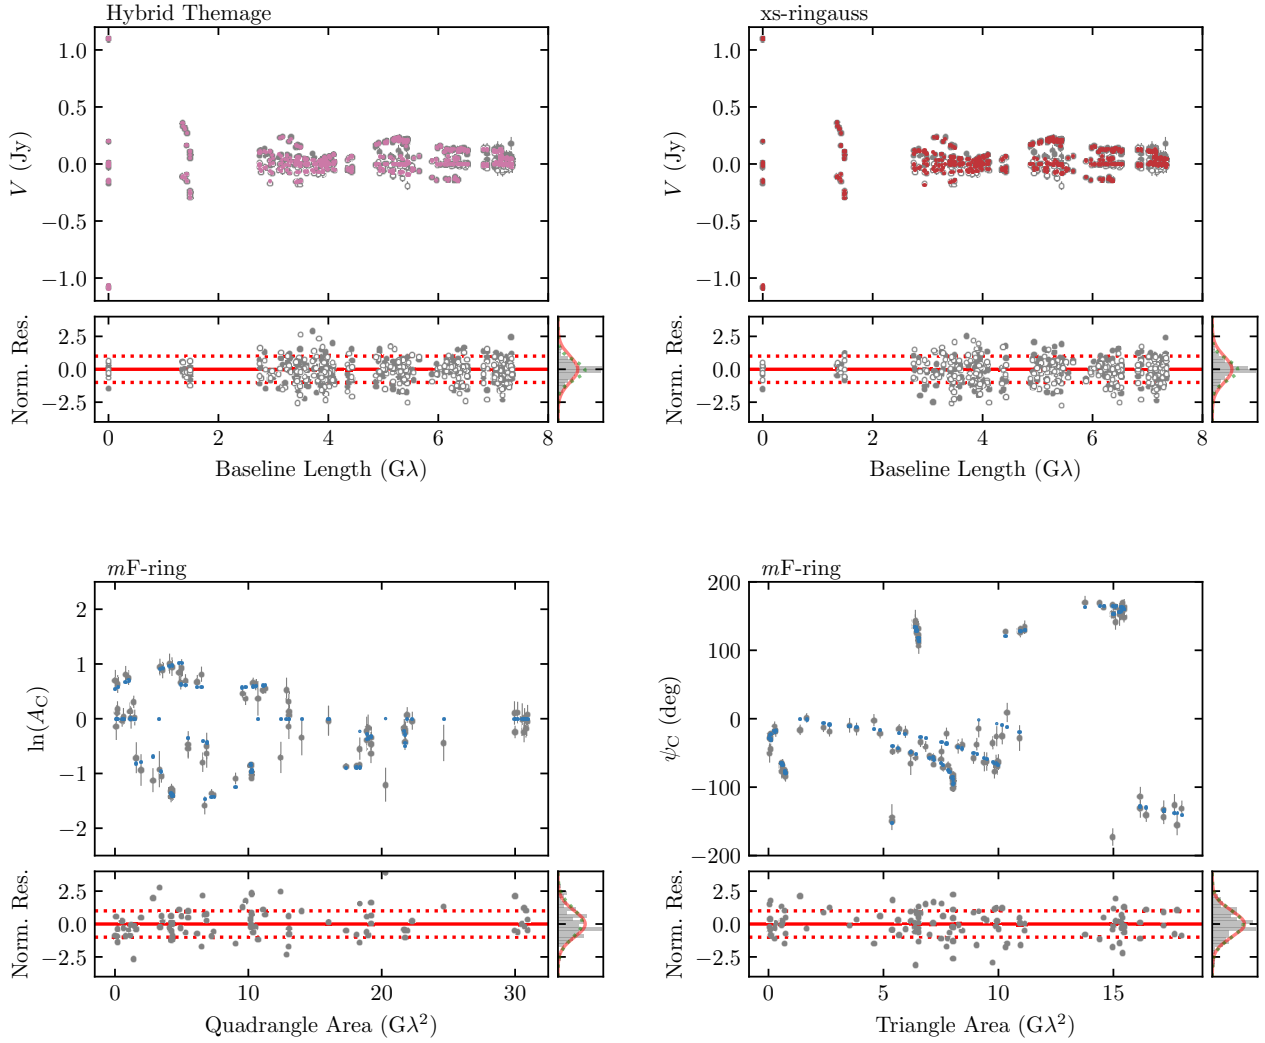 Hybrid Themage
1.0
0.5
0.0
−0.5
−1.0
V (Jy)
2.5
0.0
−2.5
Norm. Res.
0 2 4 6 8
Baseline Length (Gλ)
xs-ringauss
1.0
0.5
0.0
−0.5
−1.0
V (Jy)
2.5
0.0
−2.5
Norm. Res.
0 2 4 6 8
Baseline Length (Gλ)
mF-ring
2
1
0
−1
−2
ln(A_C)
2.5
0.0
−2.5
Norm. Res.
0 10 20 30
Quadrangle Area (Gλ²)
mF-ring
200
100
0
−100
−200
ψ_C (deg)
2.5
0.0
−2.5
Norm. Res.
0 5 10 15
Triangle Area (Gλ²)